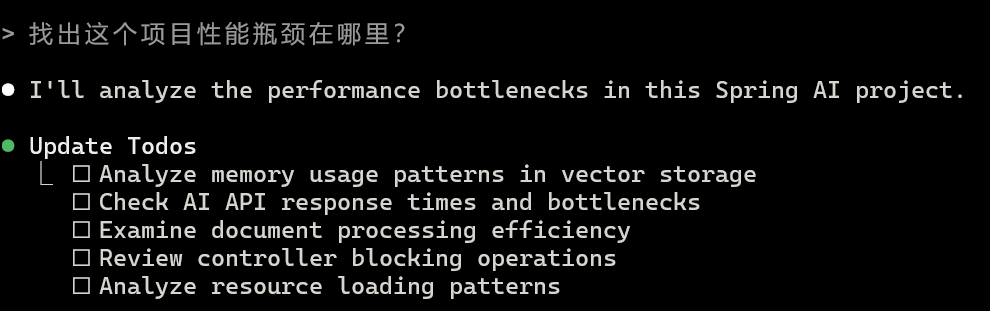 > 找出这个项目性能瓶颈在哪里?
● I'll analyze the performance bottlenecks in this Spring AI project.
● Update Todos
☐ Analyze memory usage patterns in vector storage
☐ Check AI API response times and bottlenecks
☐ Examine document processing efficiency
☐ Review controller blocking operations
☐ Analyze resource loading patterns